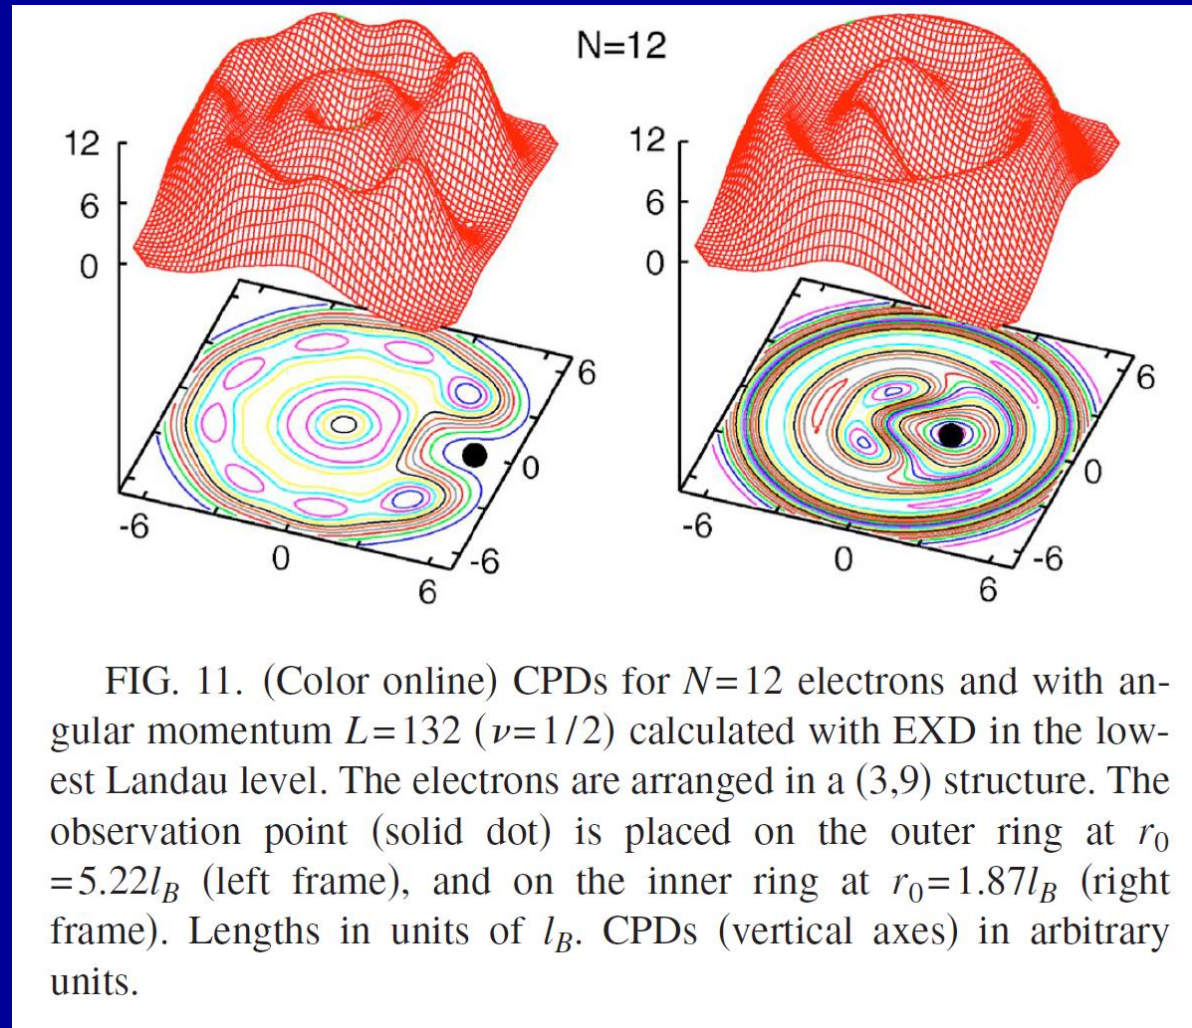 N=12
12
6
0
6
0
-6
-6
0
6
12
6
0
6
0
-6
-6
0
6
FIG. 11. (Color online) CPDs for N=12 electrons and with an-
gular momentum L=132 (ν=1/2) calculated with EXD in the low-
est Landau level. The electrons are arranged in a (3,9) structure. The
observation point (solid dot) is placed on the outer ring at r₀
=5.22l_B (left frame), and on the inner ring at r₀=1.87l_B (right
frame). Lengths in units of l_B. CPDs (vertical axes) in arbitrary
units.